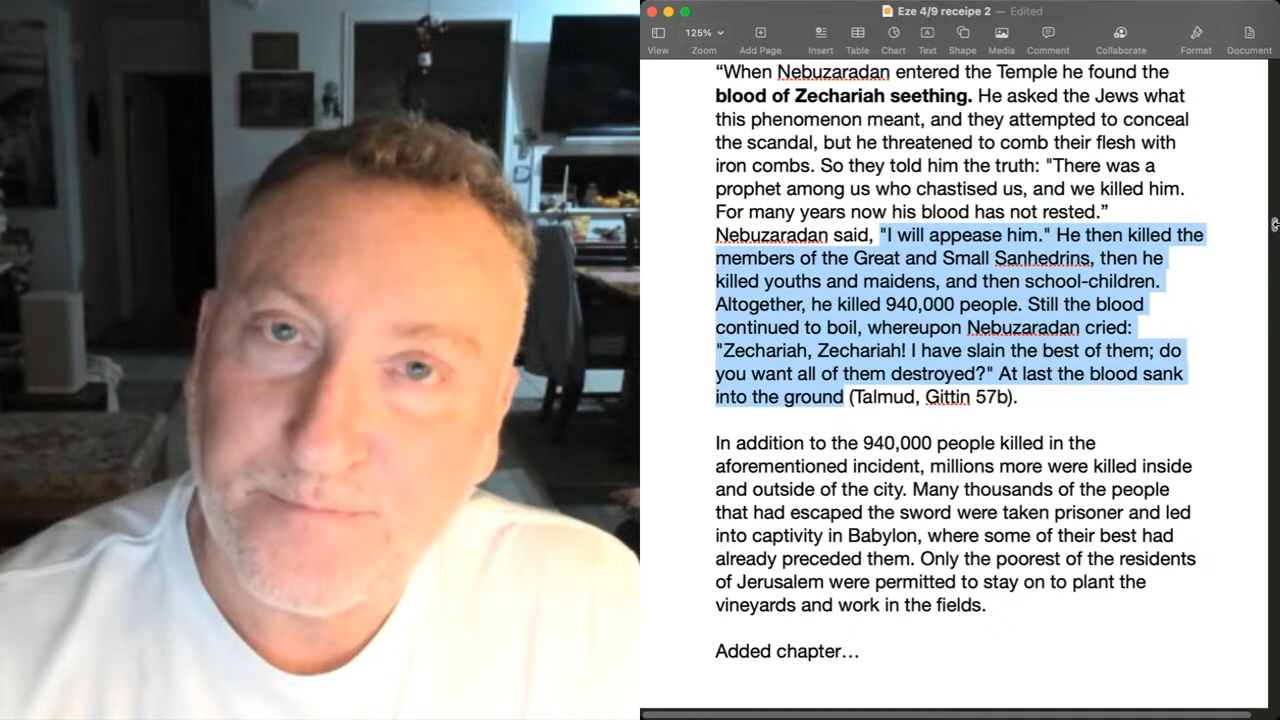 Eze 4/9 receipe 2 — Edited
125%
View Zoom Add Page Insert Table Chart Text Shape Media Comment Collaborate Format Document
“When Nebuzaradan entered the Temple he found the
blood of Zechariah seething. He asked the Jews what
this phenomenon meant, and they attempted to conceal
the scandal, but he threatened to comb their flesh with
iron combs. So they told him the truth: "There was a
prophet among us who chastised us, and we killed him.
For many years now his blood has not rested.”
Nebuzaradan said, "I will appease him." He then killed the
members of the Great and Small Sanhedrins, then he
killed youths and maidens, and then school-children.
Altogether, he killed 940,000 people. Still the blood
continued to boil, whereupon Nebuzaradan cried:
"Zechariah, Zechariah! I have slain the best of them; do
you want all of them destroyed?" At last the blood sank
into the ground (Talmud, Gittin 57b).
In addition to the 940,000 people killed in the
aforementioned incident, millions more were killed inside
and outside of the city. Many thousands of the people
that had escaped the sword were taken prisoner and led
into captivity in Babylon, where some of their best had
already preceded them. Only the poorest of the residents
of Jerusalem were permitted to stay on to plant the
vineyards and work in the fields.
Added chapter…